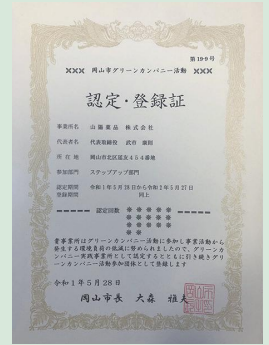 第19-9号
××× 岡山市グリーンカンパニー活動 ×××
認定・登録証
事業所名 山陽薬品 株式会社
代表者名 代表取締役 武市
所在地 岡山市北区延友454番地
参加部門 ステップアップ部門
認定期間 令和1年5月28日から令和2年5月27日
登録期間 同上
認定回数
貴事業所はグリーンカンパニー活動に参加し事業活動から
発生する環境負荷の低減に努められましたので、グリーンカ
ンパニー実践事業所として認定するとともに引き続きグリー
ンカンパニー活動参加団体として登録します
令和1年5月28日
岡山市長 大森 雅夫